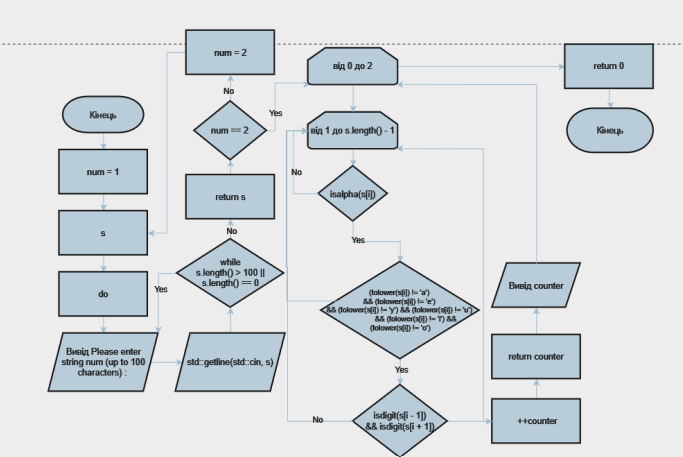 num = 2
від 0 до 2
return 0
No
Кінець
num == 2
Yes
від 1 до s.length() - 1
Кінець
num = 1
return s
No
isalpha(s[i])
s
No
Yes
while
s.length() > 100 ||
s.length() == 0
do
Yes
(tolower(s[i]) != 'a')
&& (tolower(s[i]) != 'e')
&& (tolower(s[i]) != 'y') && (tolower(s[i]) != 'u')
&& (tolower(s[i]) != 'i') &&
(tolower(s[i]) != 'o')
Вивід counter
Вивід Please enter
string num (up to 100
characters) :
std::getline(std::cin, s)
return counter
Yes
No
isdigit(s[i - 1])
&& isdigit(s[i + 1])
++counter